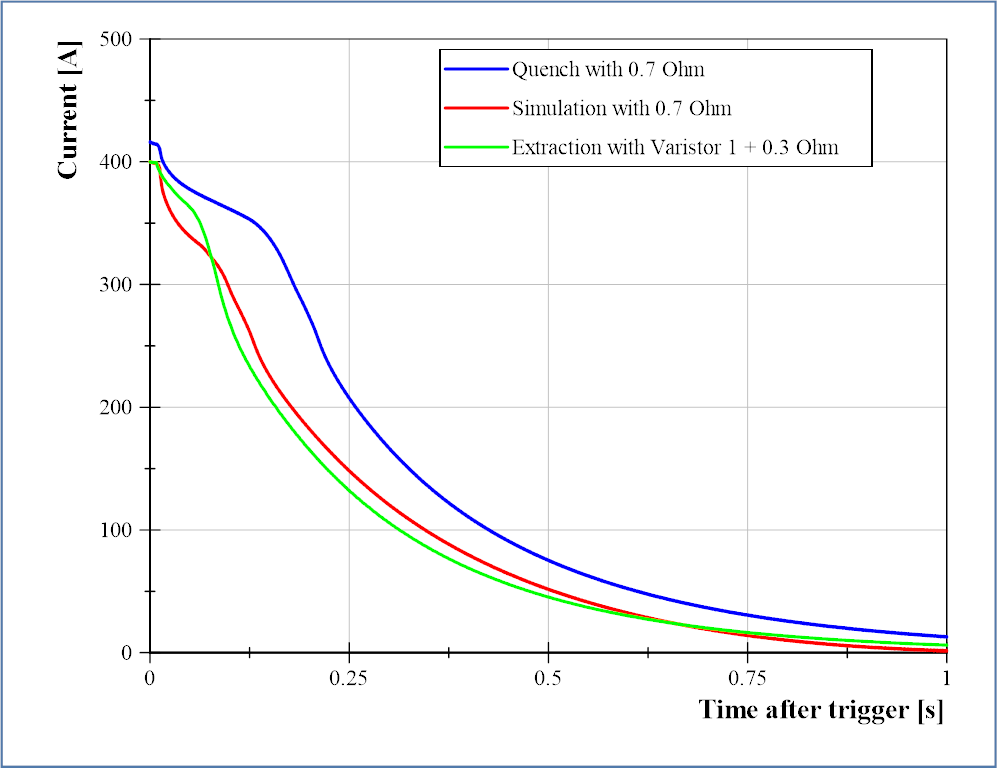 Current [A]
500
400
300
200
100
0
Quench with 0.7 Ohm
Simulation with 0.7 Ohm
Extraction with Varistor 1 + 0.3 Ohm
0
0.25
0.5
0.75
1
Time after trigger [s]